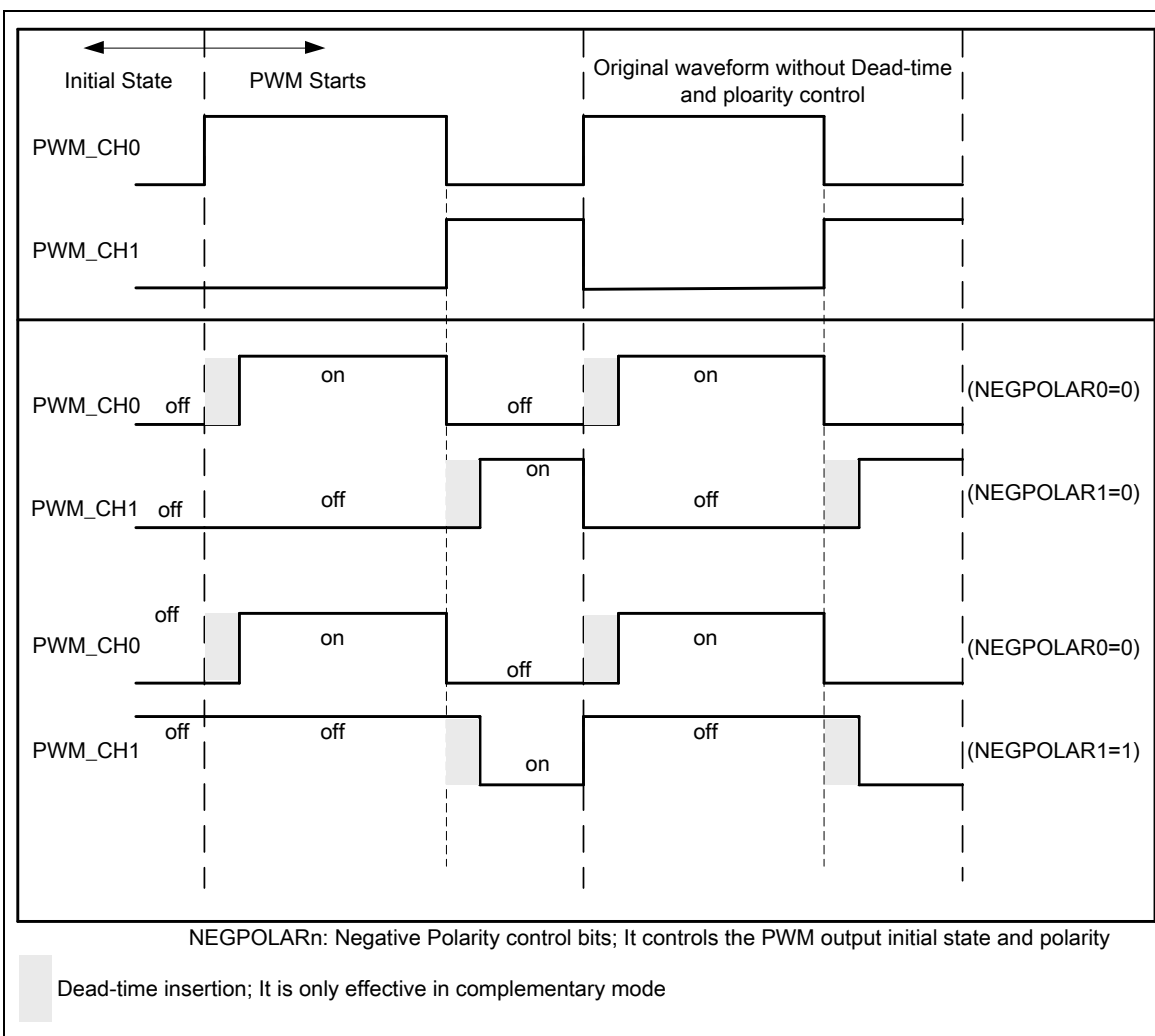 Initial State
PWM Starts
Original waveform without Dead-time
and ploarity control
PWM_CH0
PWM_CH1
PWM_CH0
off
on
off
on
(NEGPOLAR0=0)
PWM_CH1
off
off
on
off
(NEGPOLAR1=0)
PWM_CH0
off
on
off
on
(NEGPOLAR0=0)
PWM_CH1
off
off
on
off
(NEGPOLAR1=1)
NEGPOLARn: Negative Polarity control bits; It controls the PWM output initial state and polarity
Dead-time insertion; It is only effective in complementary mode